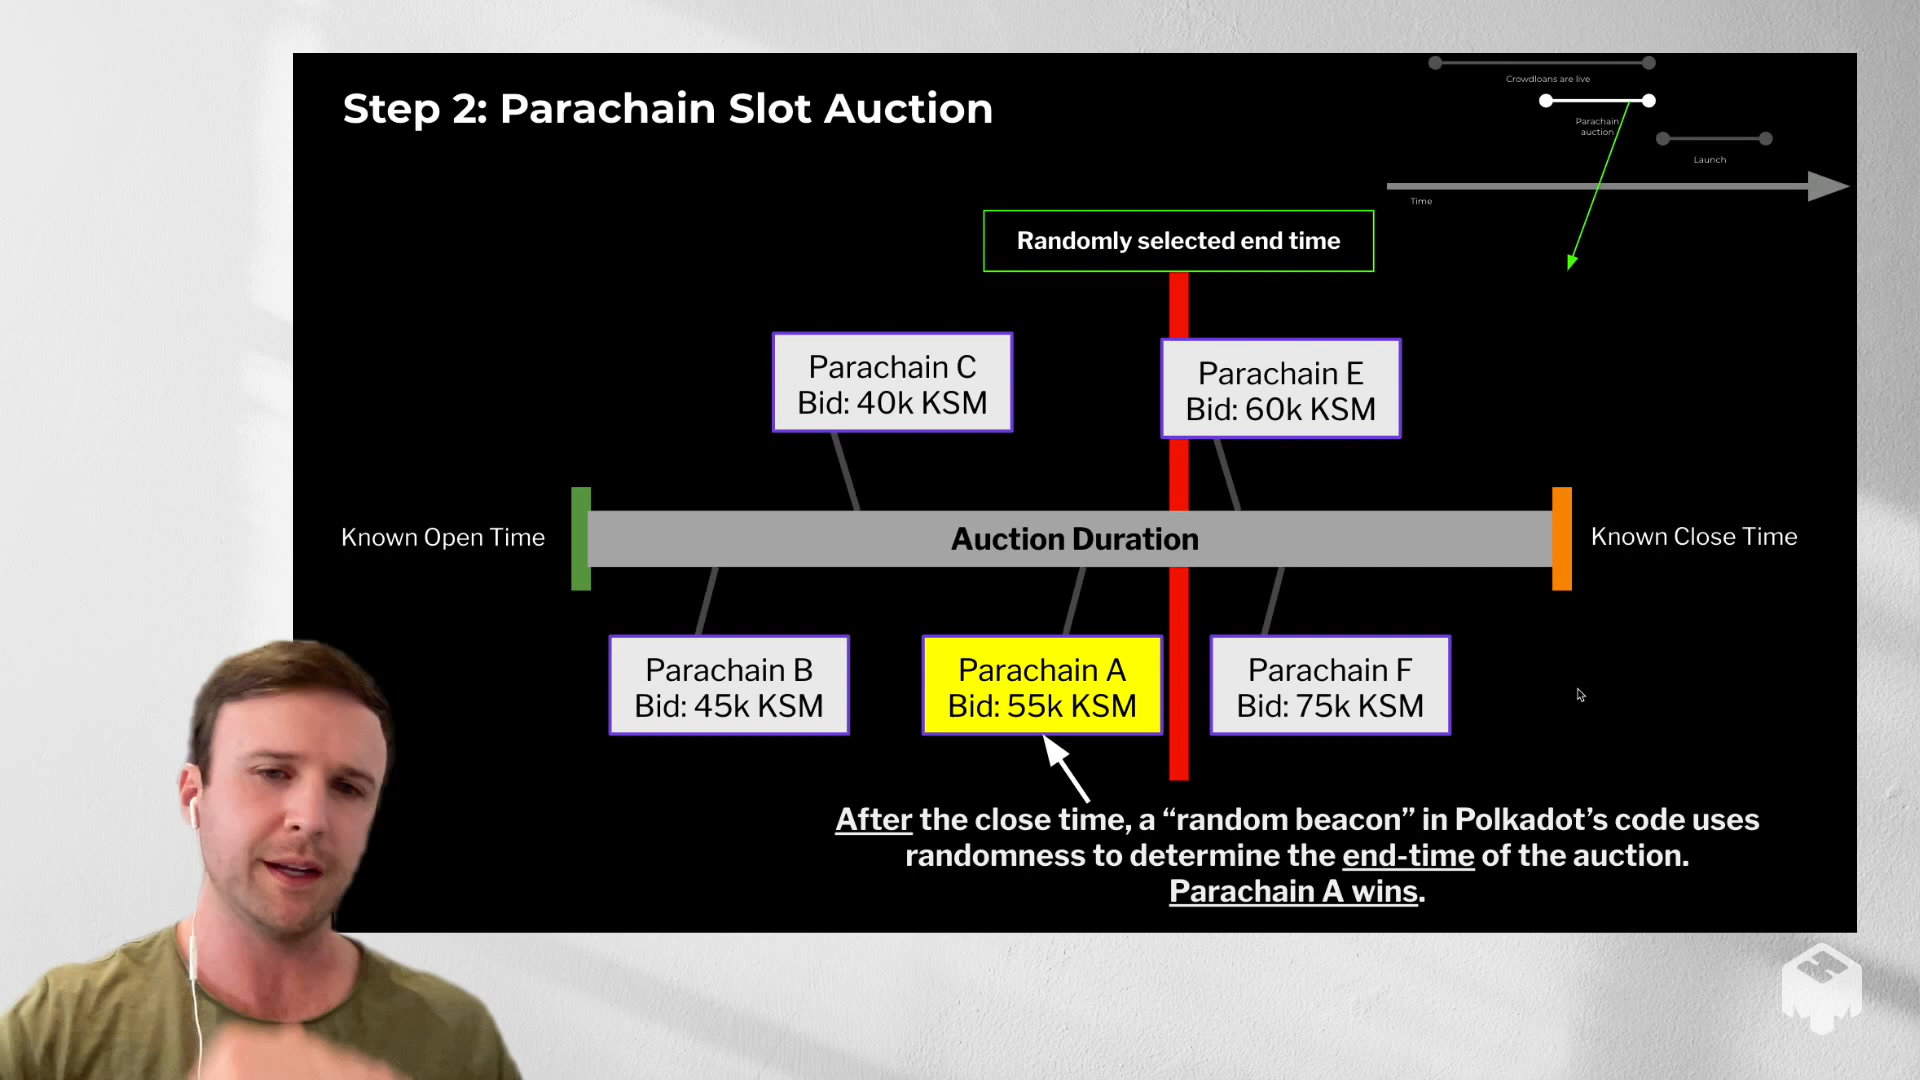 Step 2: Parachain Slot Auction
Crowdloans are live
Parachain
auction
Launch
Time
Randomly selected end time
Parachain C
Bid: 40k KSM
Parachain E
Bid: 60k KSM
Known Open Time
Auction Duration
Known Close Time
Parachain B
Bid: 45k KSM
Parachain A
Bid: 55k KSM
Parachain F
Bid: 75k KSM
After the close time, a “random beacon” in Polkadot’s code uses
randomness to determine the end-time of the auction.
Parachain A wins.